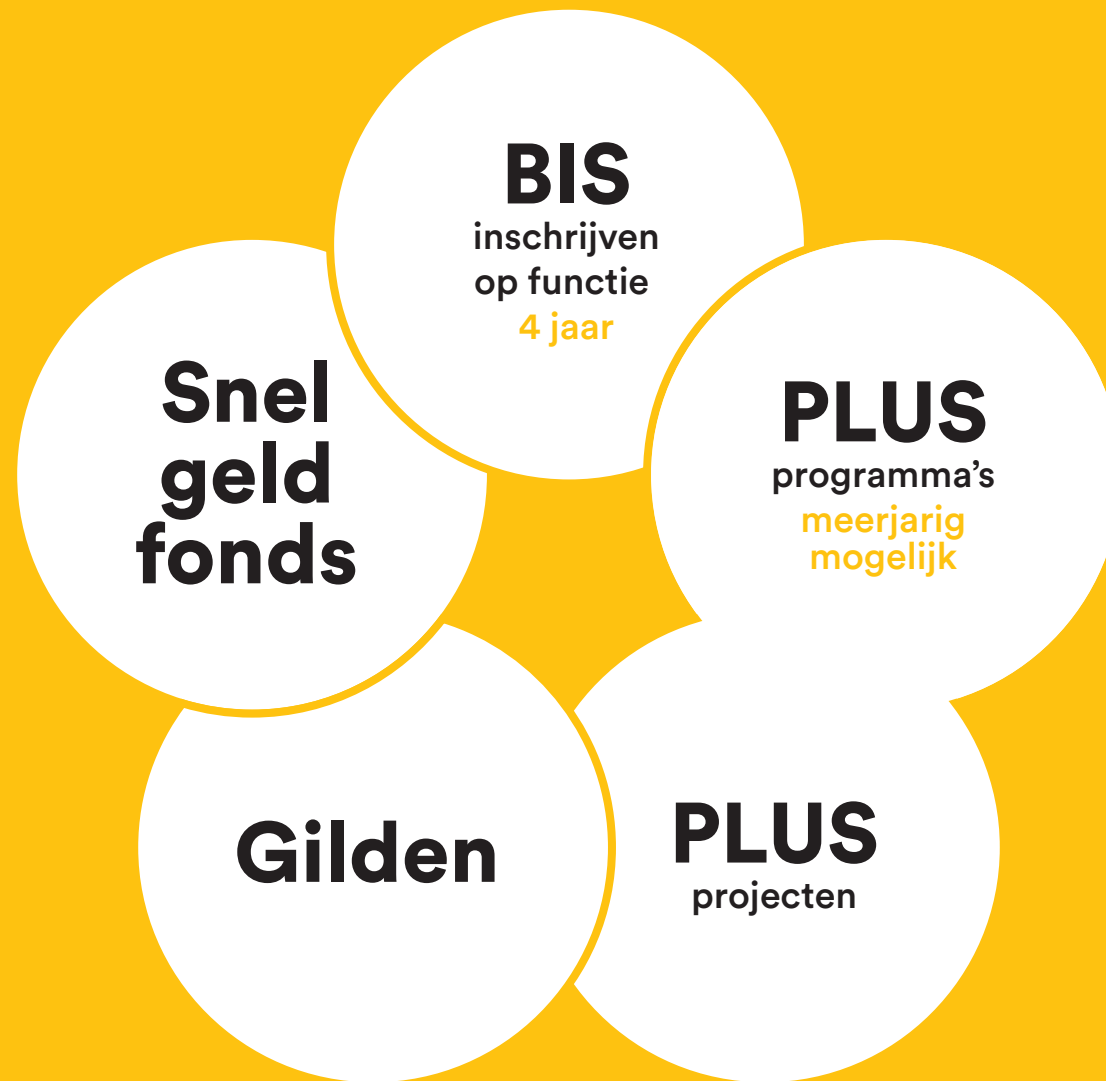 BIS
inschrijven
op functie
4 jaar
PLUS
programma’s
meerjarig
mogelijk
PLUS
projecten
Gilden
Snel
geld
fonds